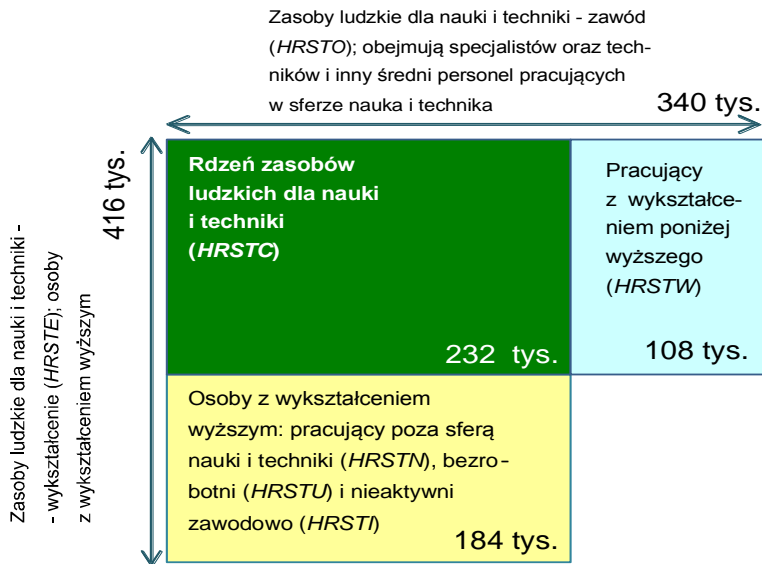 Zasoby ludzkie dla nauki i techniki - zawód
(HRSTO); obejmują specjalistów oraz tech-
ników i inny średni personel pracujących
w sferze nauka i technika
340 tys.
416 tys.
Zasoby ludzkie dla nauki i techniki -
- wykształcenie (HRSTE); osoby
z wykształceniem wyższym
Rdzeń zasobów
ludzkich dla nauki
i techniki
(HRSTC)
232 tys.
Pracujący
z wykształce-
niem poniżej
wyższego
(HRSTW)
108 tys.
Osoby z wykształceniem
wyższym: pracujący poza sferą
nauki i techniki (HRSTN), bezro-
botni (HRSTU) i nieaktywni
zawodowo (HRSTI)
184 tys.